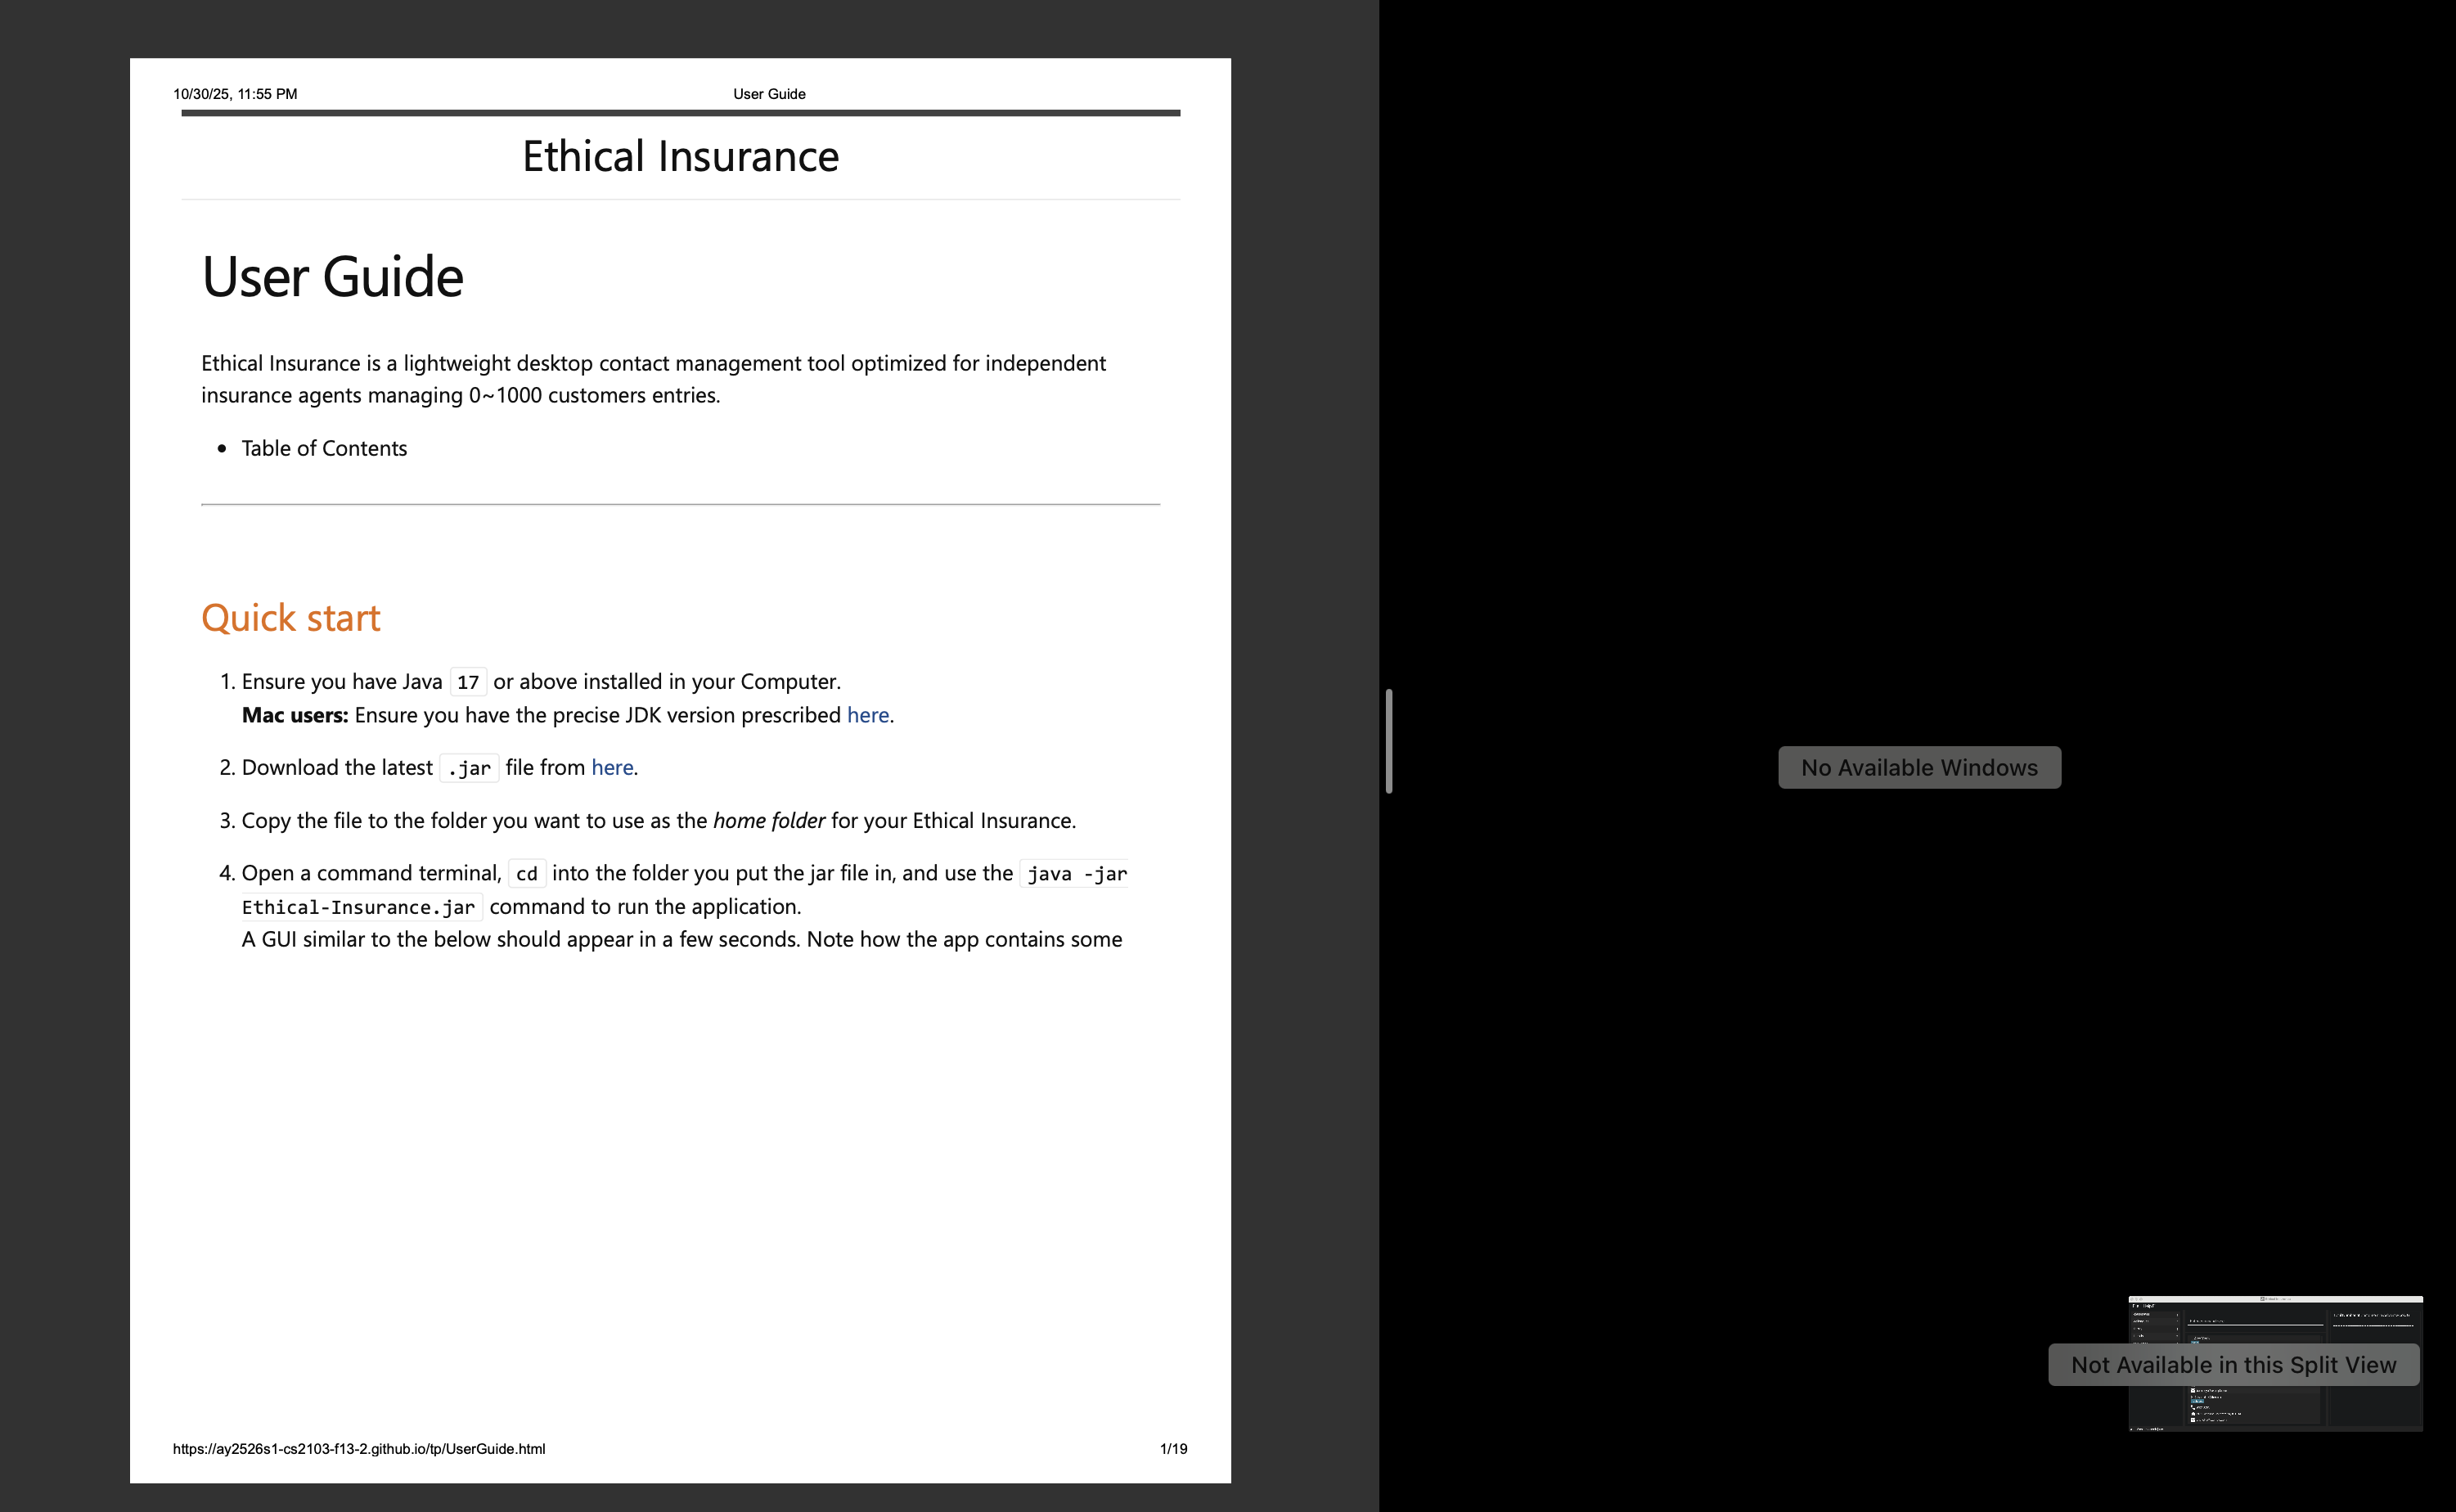 10/30/25, 11:55 PM
User Guide
Ethical Insurance
User Guide
Ethical Insurance is a lightweight desktop contact management tool optimized for independent
insurance agents managing 0~1000 customers entries.
• Table of Contents
Quick start
1. Ensure you have Java 17 or above installed in your Computer.
Mac users: Ensure you have the precise JDK version prescribed here.
2. Download the latest .jar file from here.
3. Copy the file to the folder you want to use as the home folder for your Ethical Insurance.
4. Open a command terminal, cd into the folder you put the jar file in, and use the java -jar
Ethical-Insurance.jar command to run the application.
A GUI similar to the below should appear in a few seconds. Note how the app contains some
https://ay2526s1-cs2103-f13-2.github.io/tp/UserGuide.html
1/19
No Available Windows
Not Available in this Split View